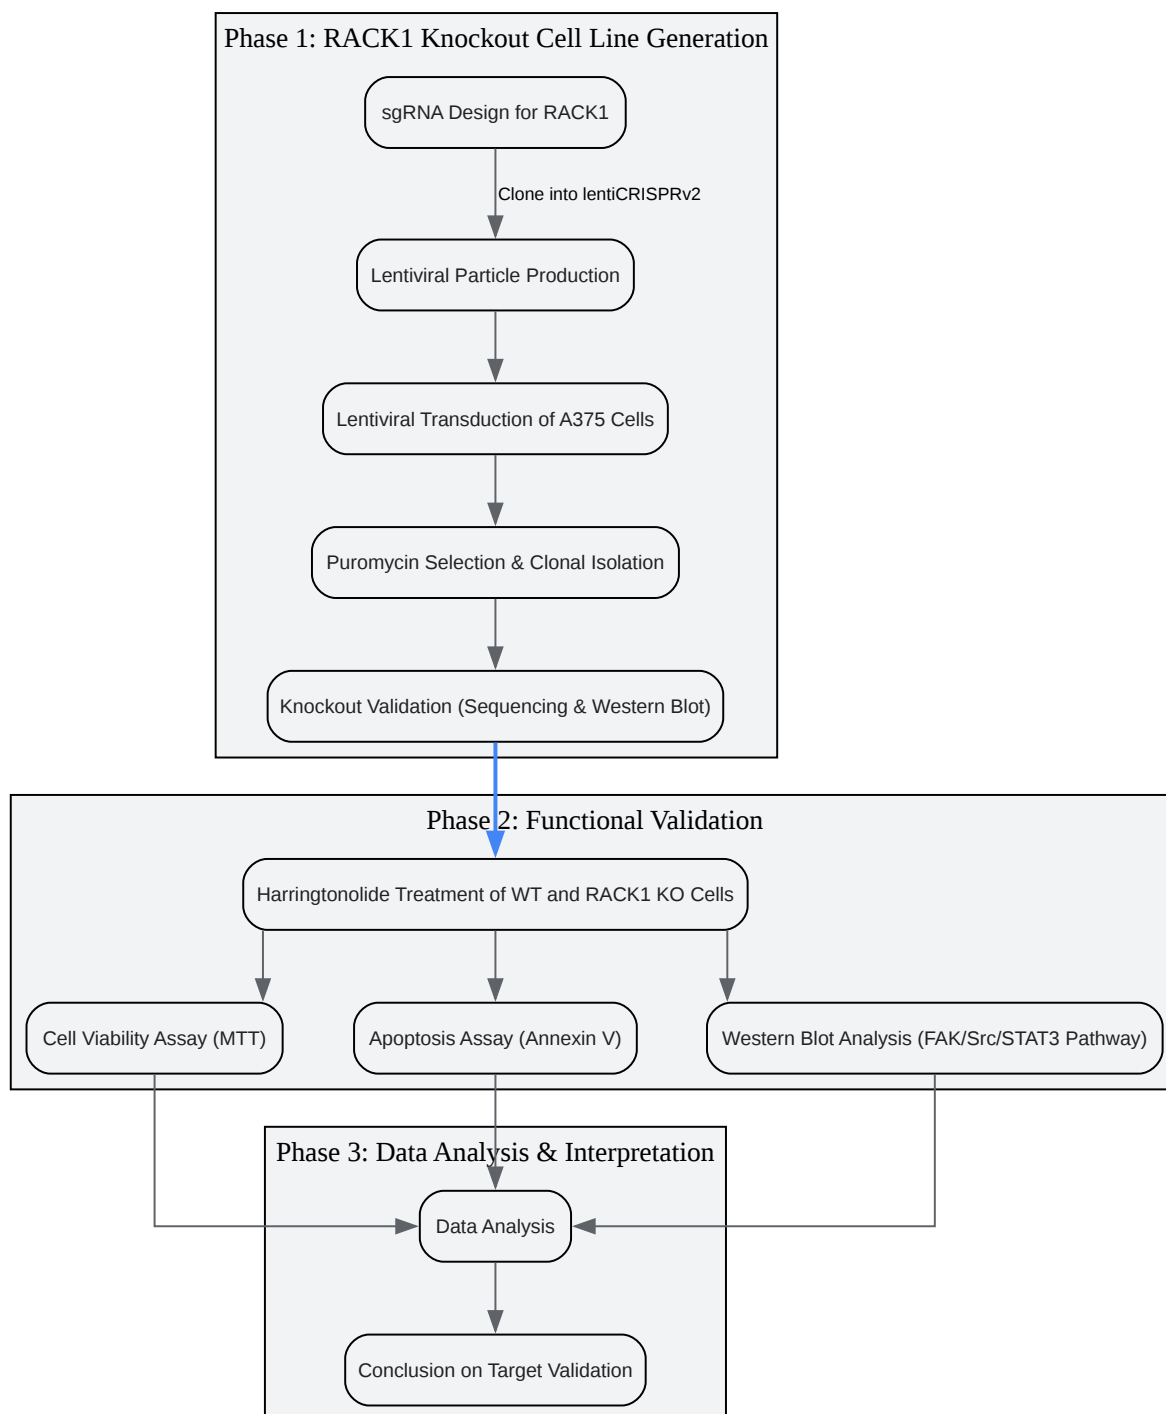 Phase 1: RACK1 Knockout Cell Line Generation
sgRNA Design for RACK1
Clone into lentiCRISPRv2
Lentiviral Particle Production
Lentiviral Transduction of A375 Cells
Puromycin Selection & Clonal Isolation
Knockout Validation (Sequencing & Western Blot)
Phase 2: Functional Validation
Harringtonolide Treatment of WT and RACK1 KO Cells
Cell Viability Assay (MTT)
Apoptosis Assay (Annexin V)
Western Blot Analysis (FAK/Src/STAT3 Pathway)
Phase 3: Data Analysis & Interpretation
Data Analysis
Conclusion on Target Validation